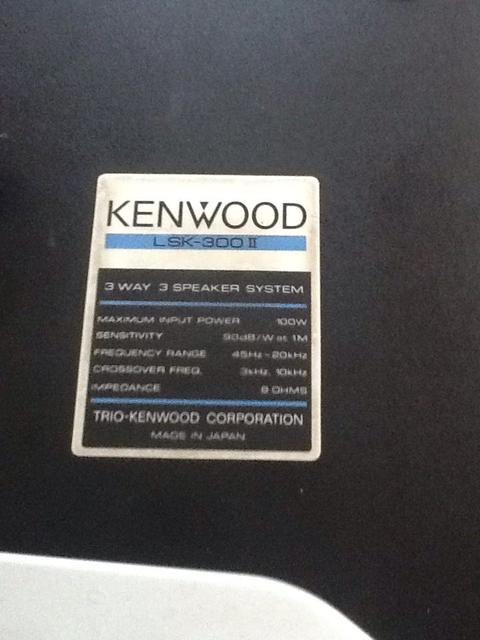 KENWOOD
LSK-300 II
3 WAY 3 SPEAKER SYSTEM
MAXIMUM INPUT POWER 100W
SENSITIVITY 90dB/W at 1M
FREQUENCY RANGE 45Hz~20kHz
CROSSOVER FREQ. 3kHz, 10kHz
IMPEDANCE 8 OHMS
TRIO-KENWOOD CORPORATION
MADE IN JAPAN